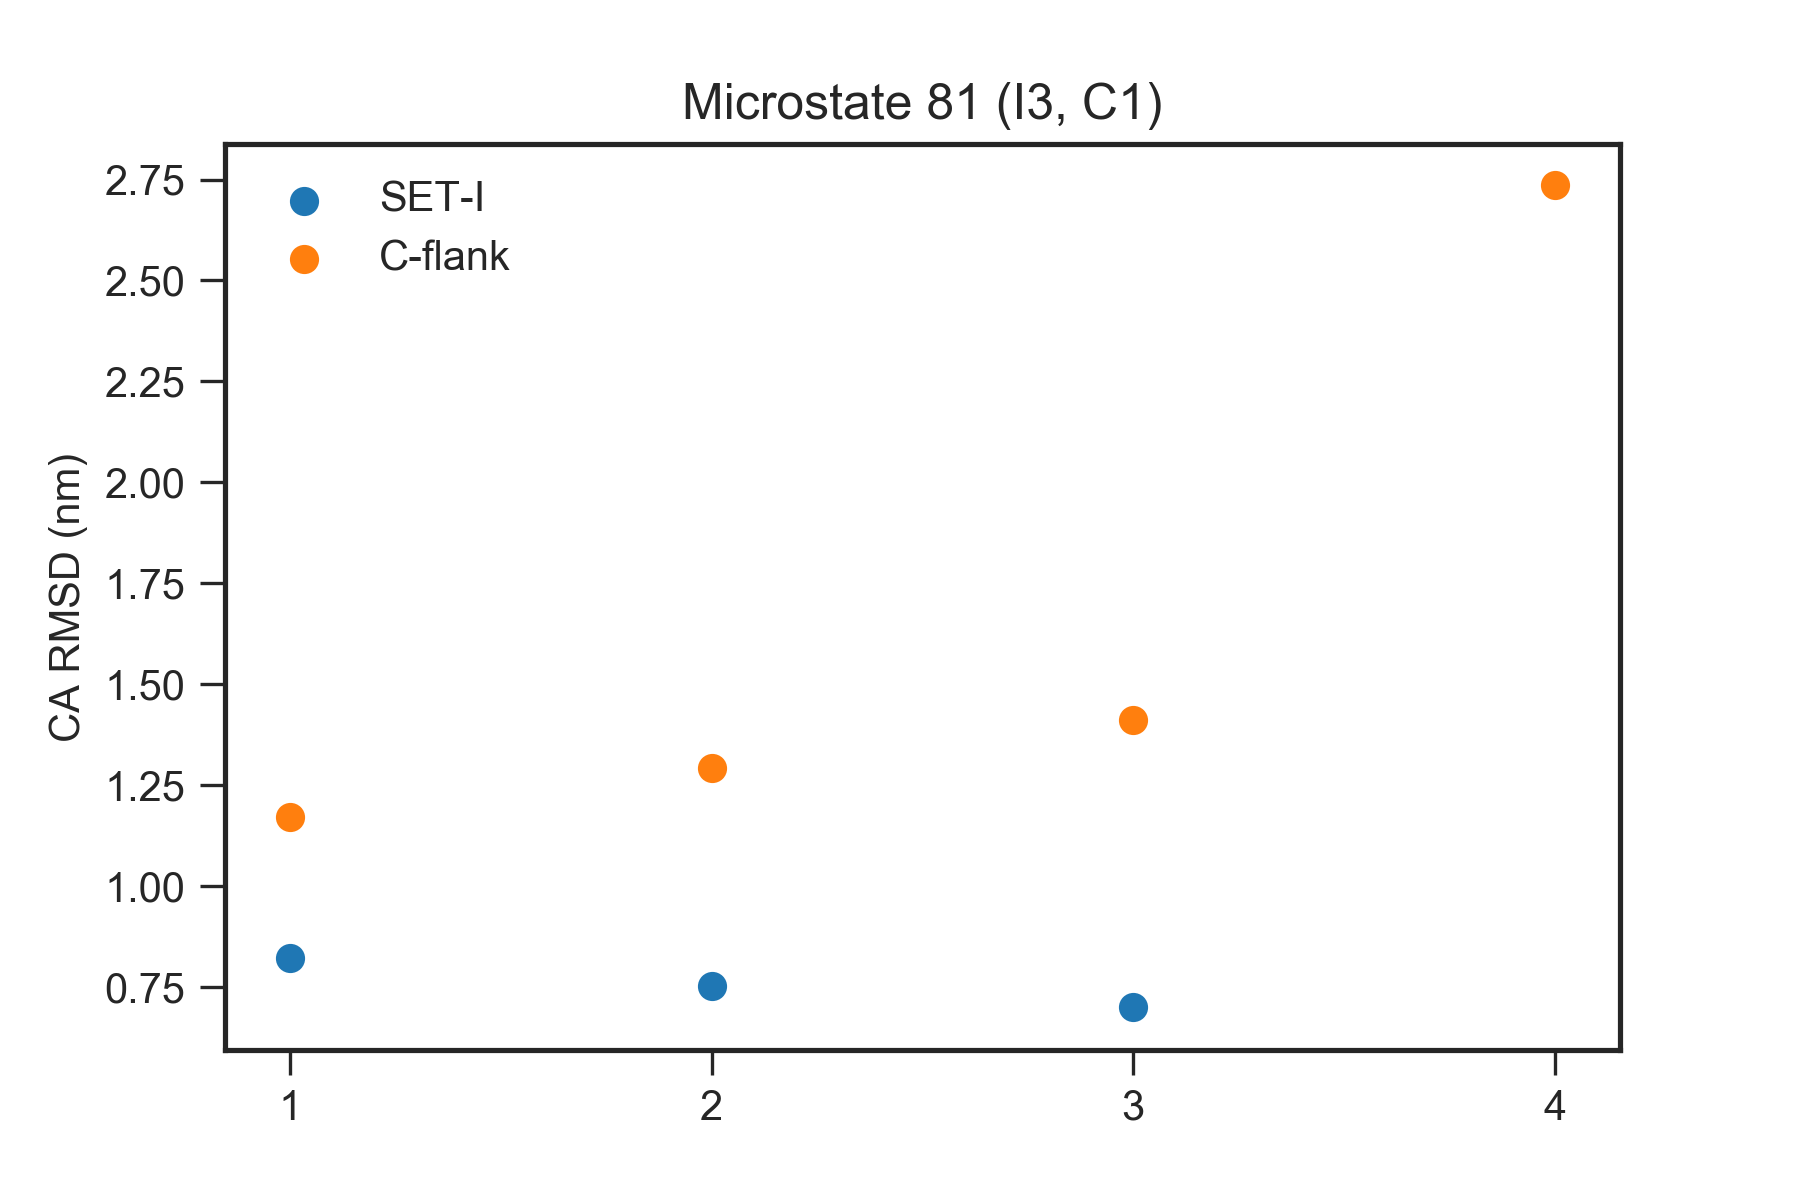 Microstate 81 (I3, C1)
SET-I
C-flank
CA RMSD (nm)
2.75
2.50
2.25
2.00
1.75
1.50
1.25
1.00
0.75
1 2 3 4